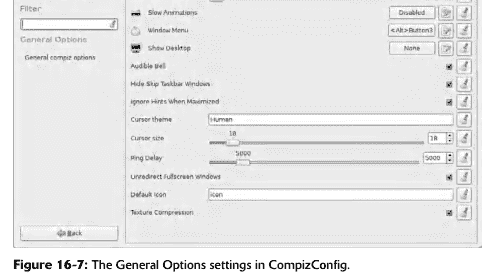 Filter
General Options
General compiz options
Back
Slow Animations
Disabled
Window Menu
<Alt>Button3
Show Desktop
None
Audible Bell
Hide Skip Taskbar Windows
Ignore Hints When Maximized
Cursor theme
Human
Cursor size
18
18
Ping Delay
5000
5000
Unredirect Fullscreen Windows
Default Icon
icon
Texture Compression
Figure 16-7: The General Options settings in CompizConfig.